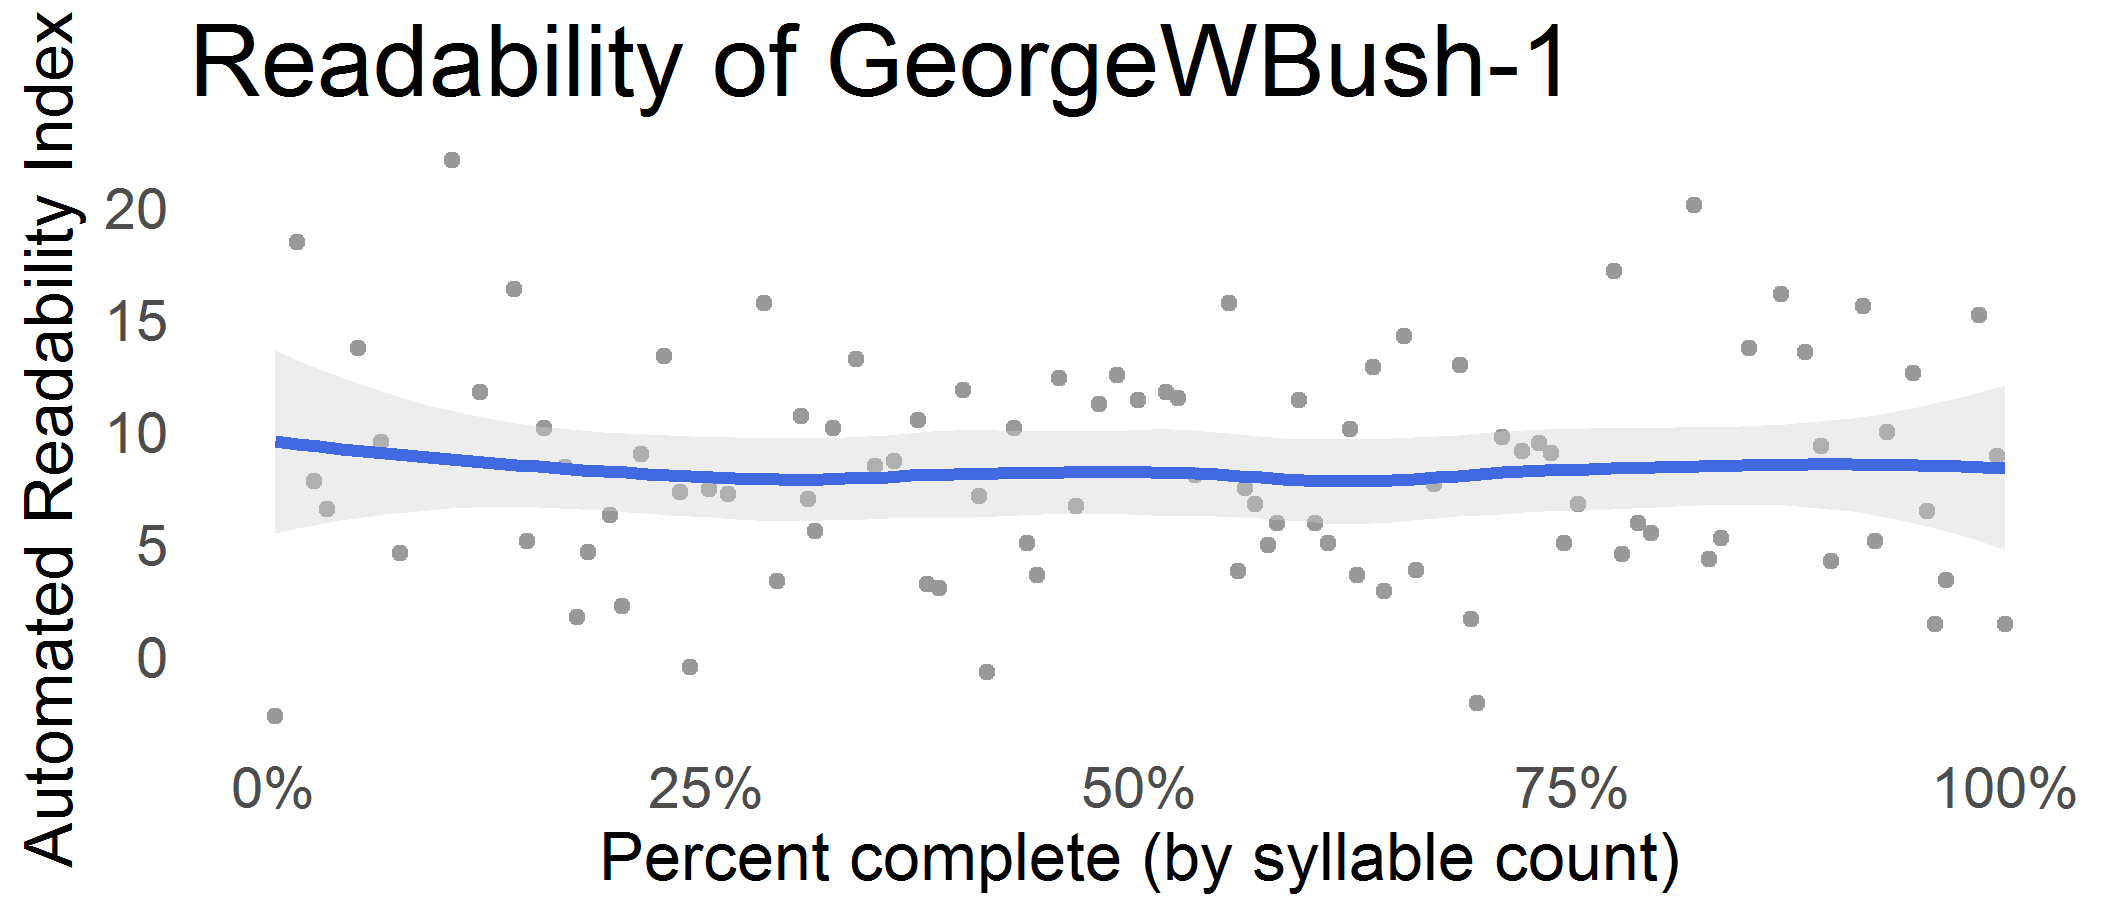 Readability of GeorgeWBush-1
Automated Readability Index
20
15
10
5
0
0% 25% 50% 75% 100%
Percent complete (by syllable count)